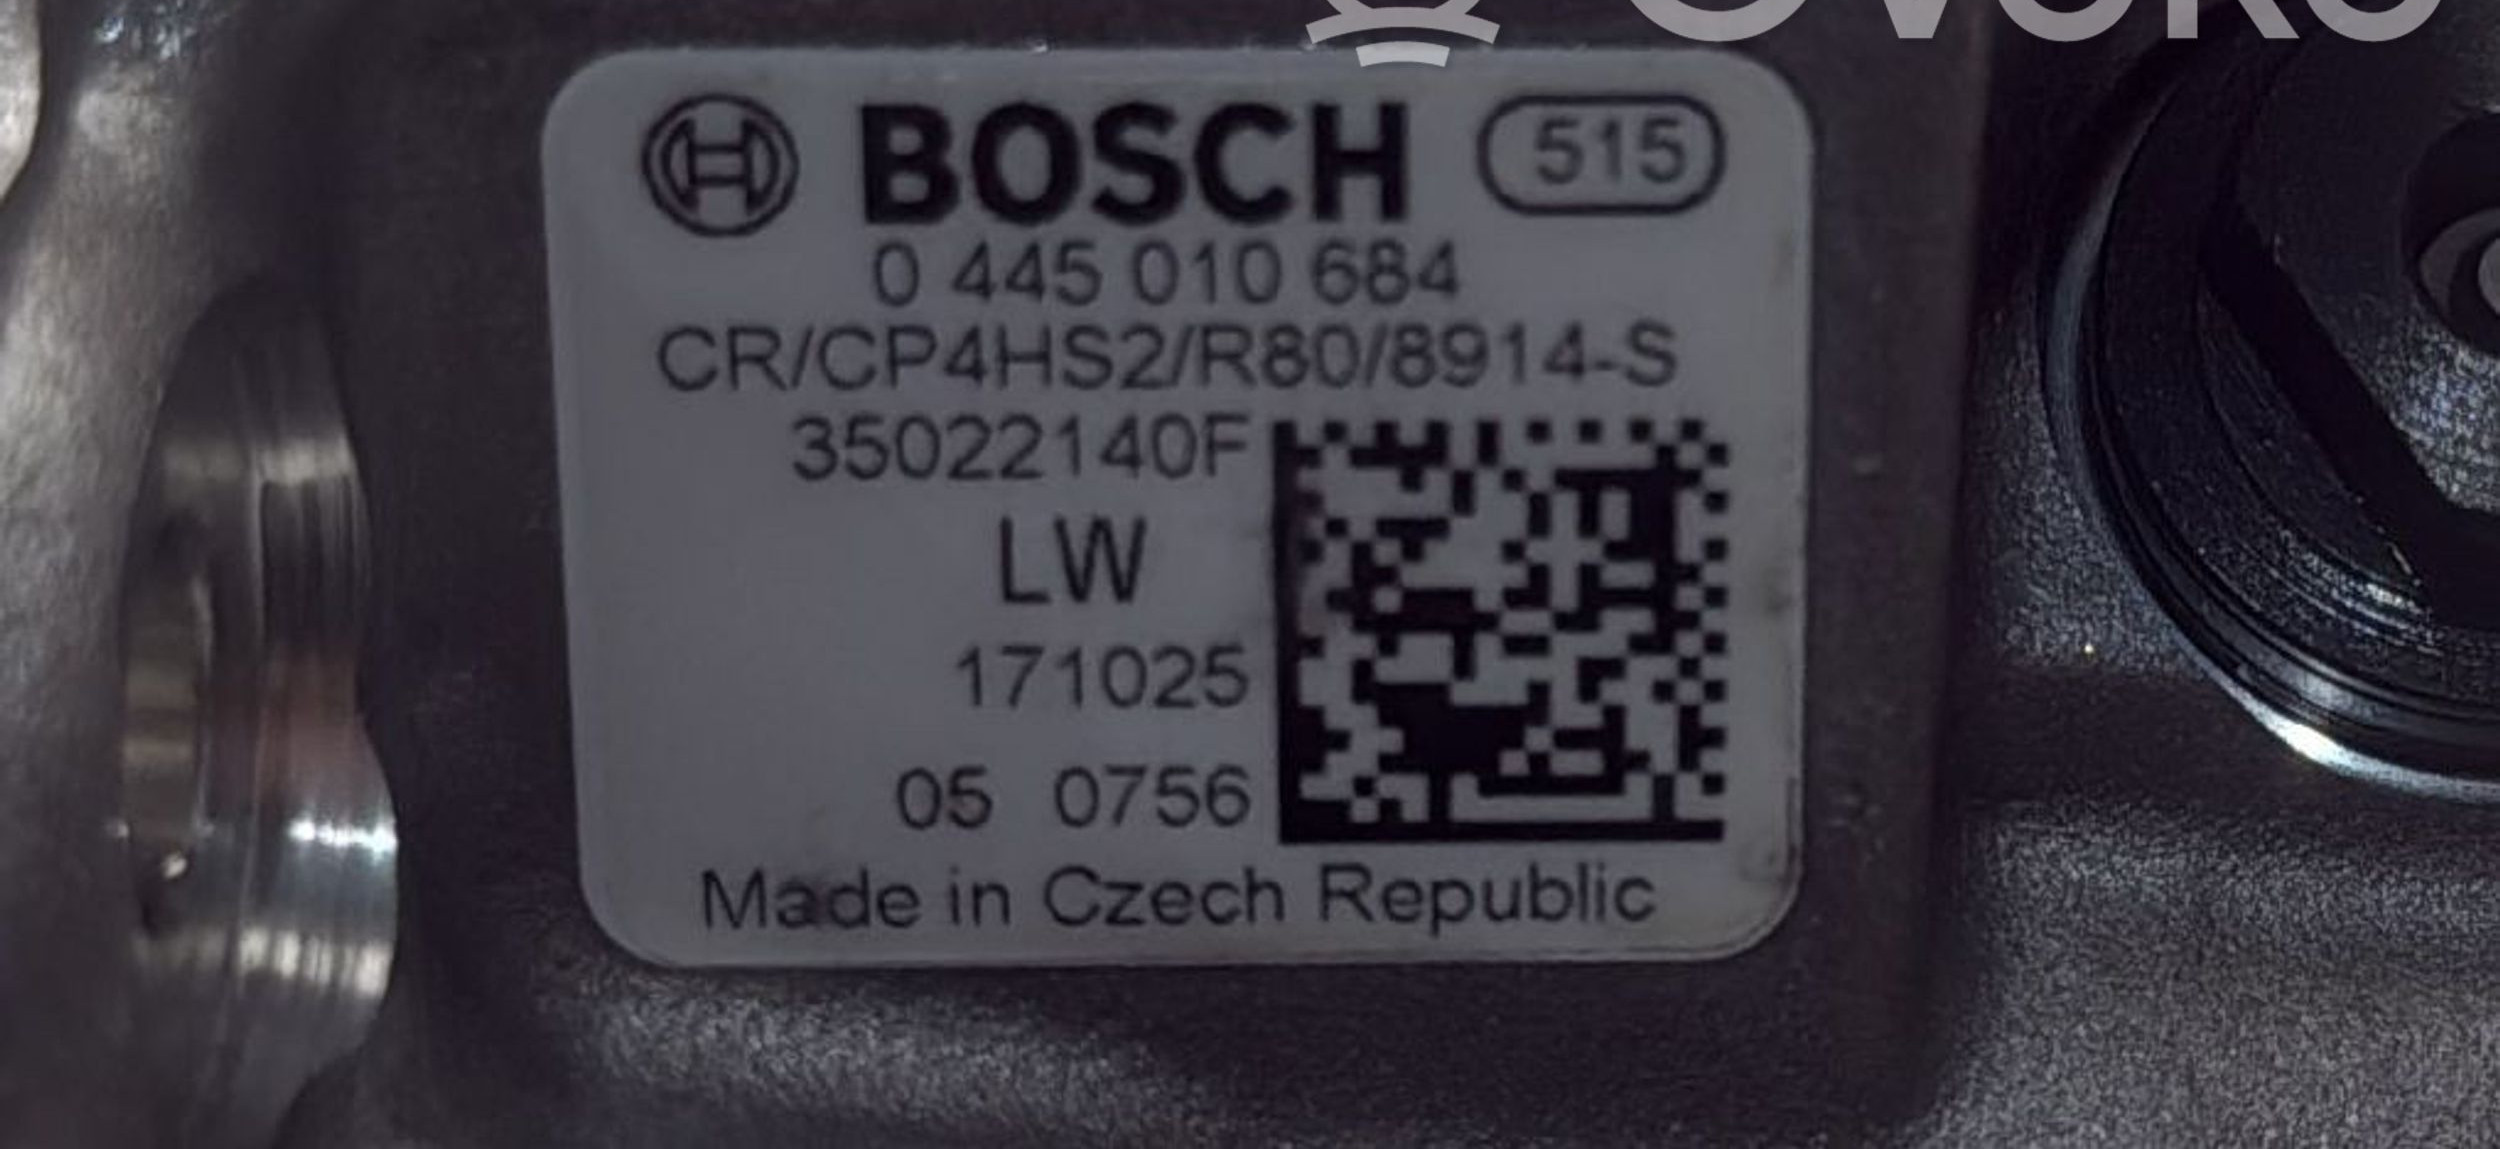 BOSCH 515
0 445 010 684
CR/CP4HS2/R80/8914-S
35022140F
LW
171025
05 0756
Made in Czech Republic